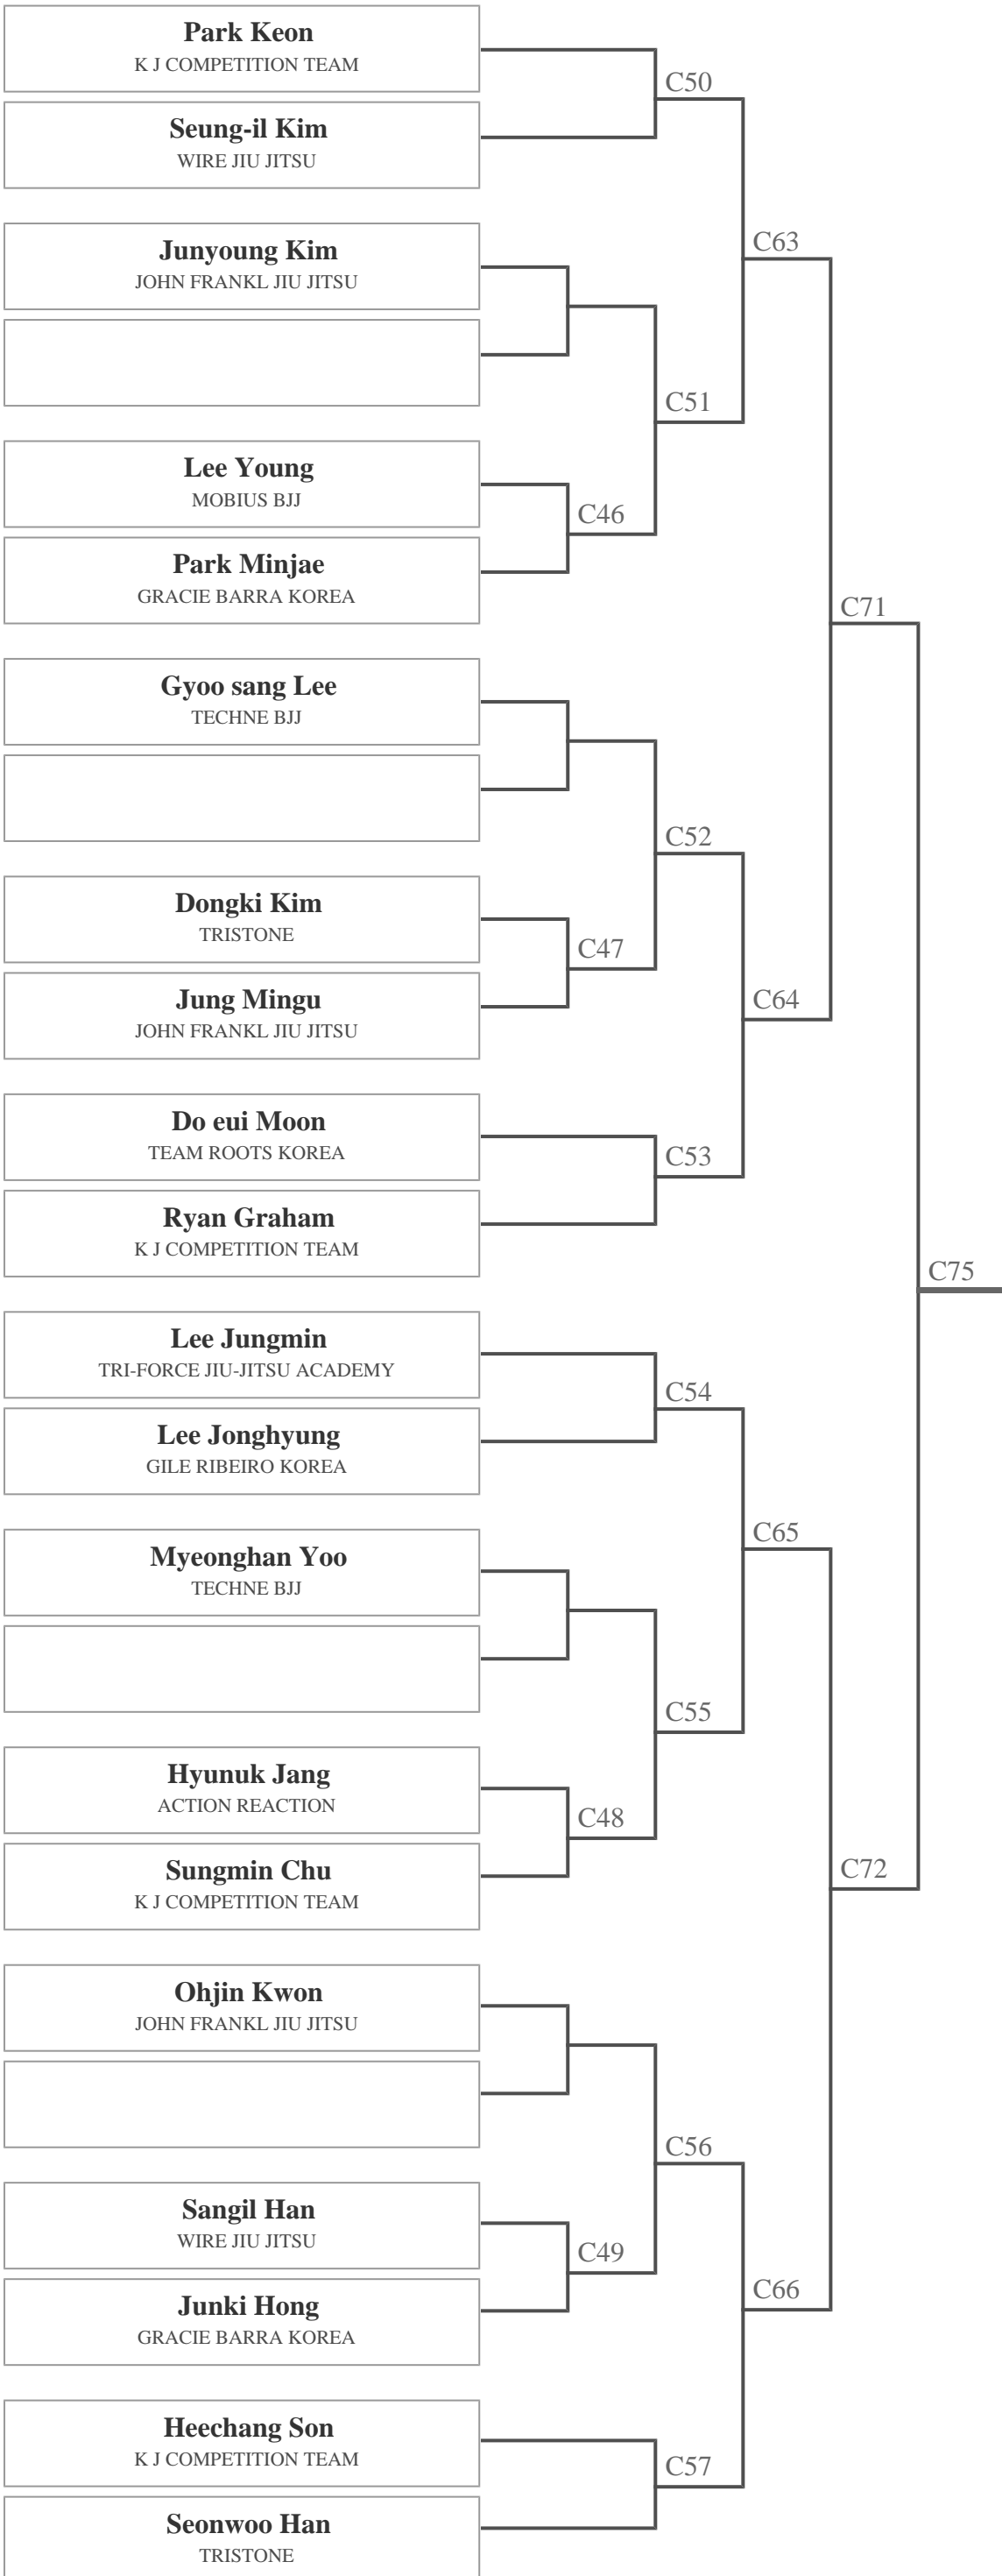 Park Keon
K J COMPETITION TEAM
C50
Seung-il Kim
WIRE JIU JITSU
Junyoung Kim
JOHN FRANKL JIU JITSU
C63
C51
Lee Young
MOBIUS BJJ
C46
Park Minjae
GRACIE BARRA KOREA
C71
Gyoo sang Lee
TECHNE BJJ
C52
Dongki Kim
TRISTONE
C47
Jung Mingu
JOHN FRANKL JIU JITSU
C64
Do eui Moon
TEAM ROOTS KOREA
C53
Ryan Graham
K J COMPETITION TEAM
C75
Lee Jungmin
TRI-FORCE JIU-JITSU ACADEMY
C54
Lee Jonghyung
GILE RIBEIRO KOREA
C65
Myeonghan Yoo
TECHNE BJJ
C55
Hyunuk Jang
ACTION REACTION
C48
Sungmin Chu
K J COMPETITION TEAM
C72
Ohjin Kwon
JOHN FRANKL JIU JITSU
C56
Sangil Han
WIRE JIU JITSU
C49
Junki Hong
GRACIE BARRA KOREA
C66
Heechang Son
K J COMPETITION TEAM
C57
Seonwoo Han
TRISTONE